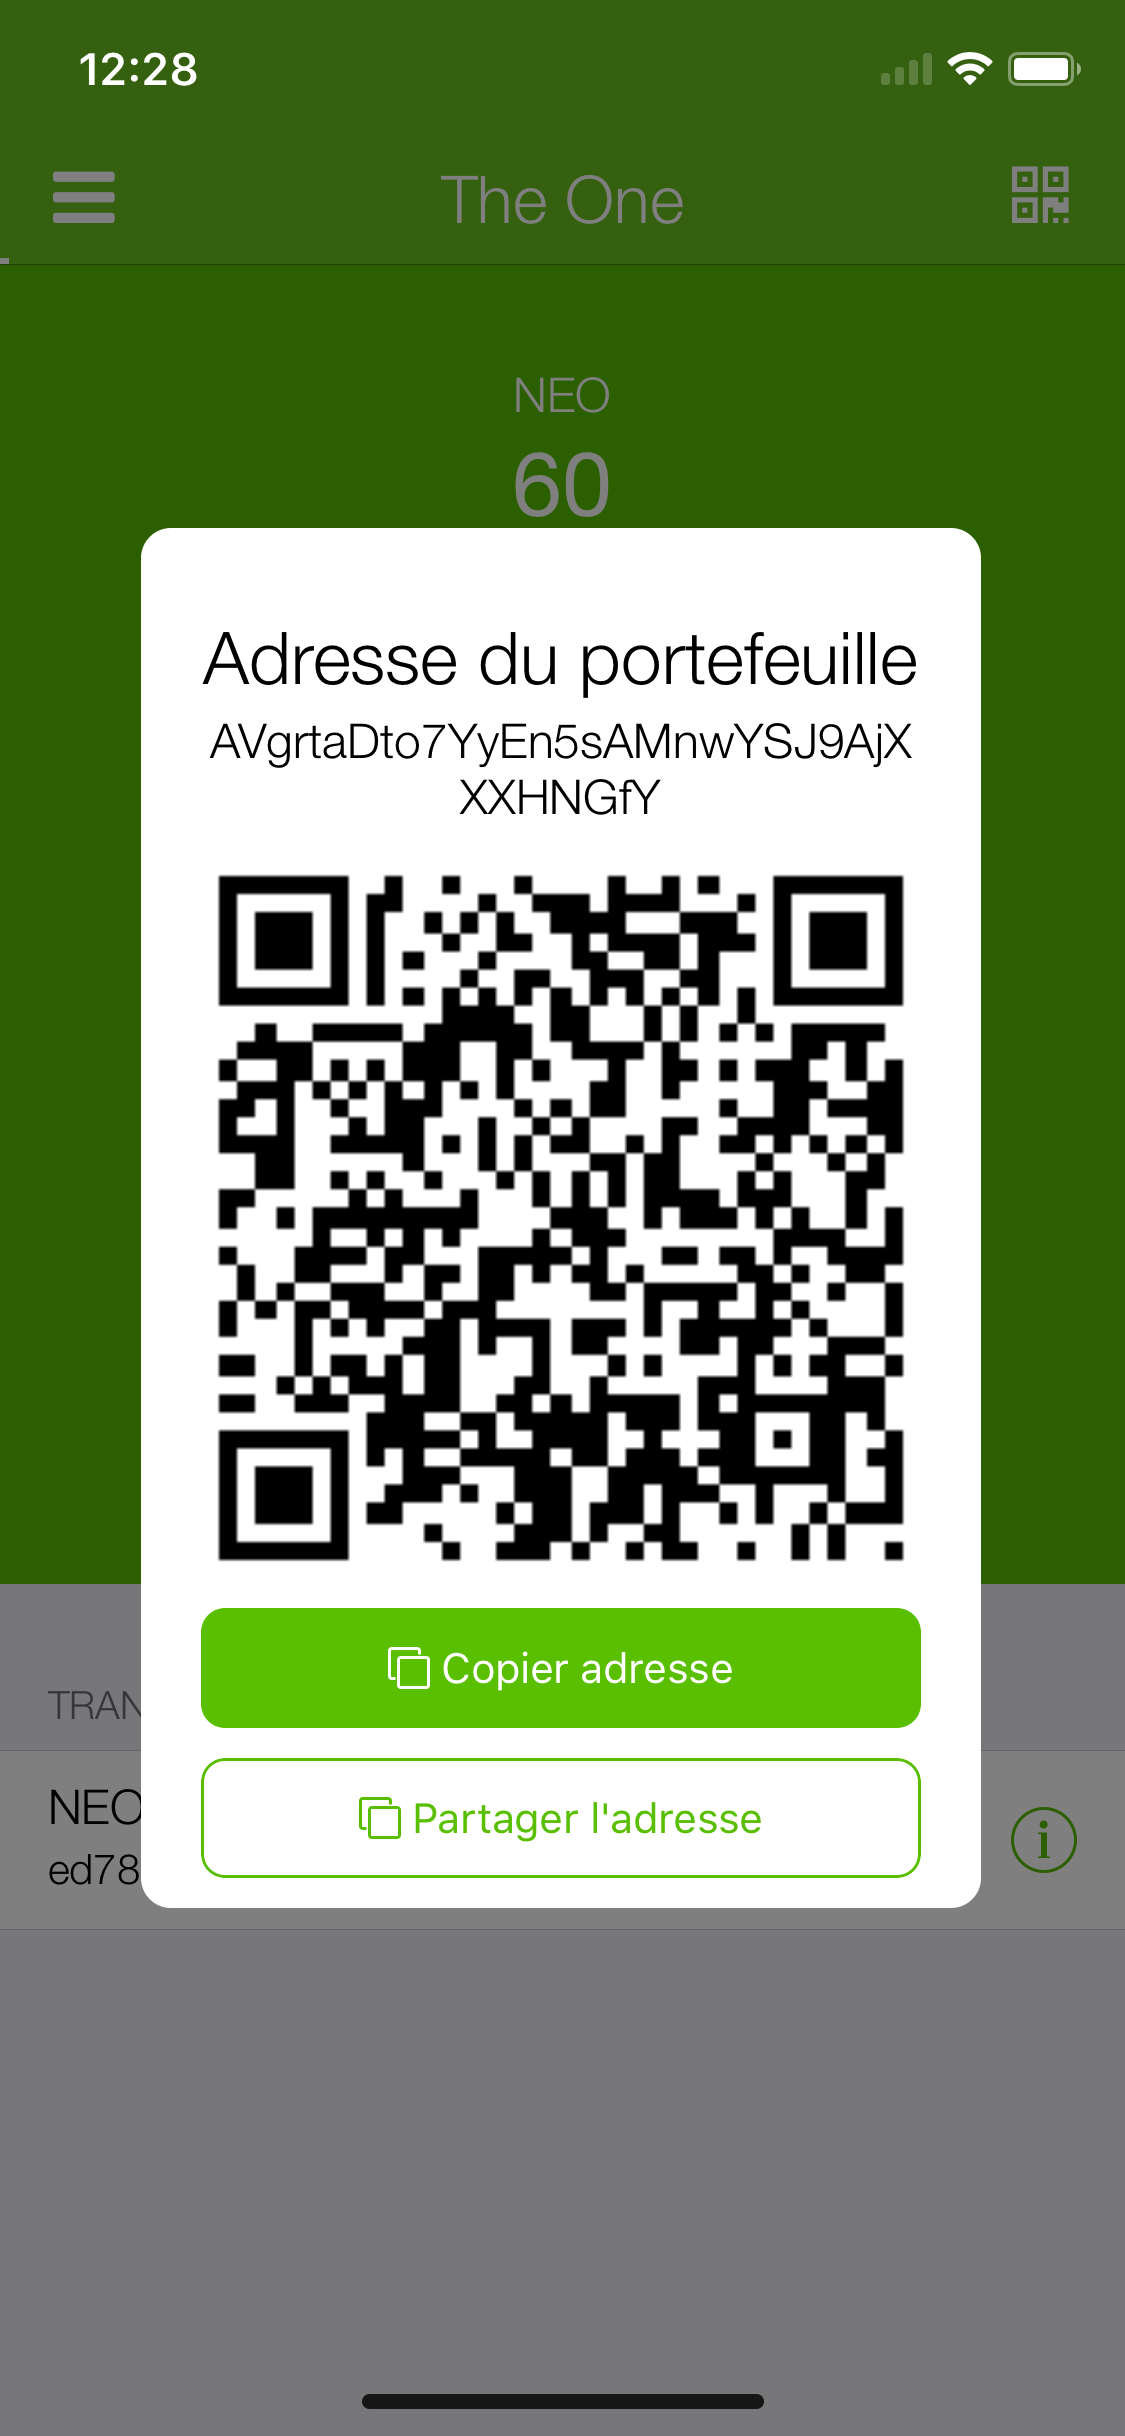 12:28
The One
NEO
60
Adresse du portefeuille
AVgrtaDto7YyEn5sAMnwYSJ9AjX
XXHNGfY
Copier adresse
TRAN
Partager l'adresse
NEO
ed78